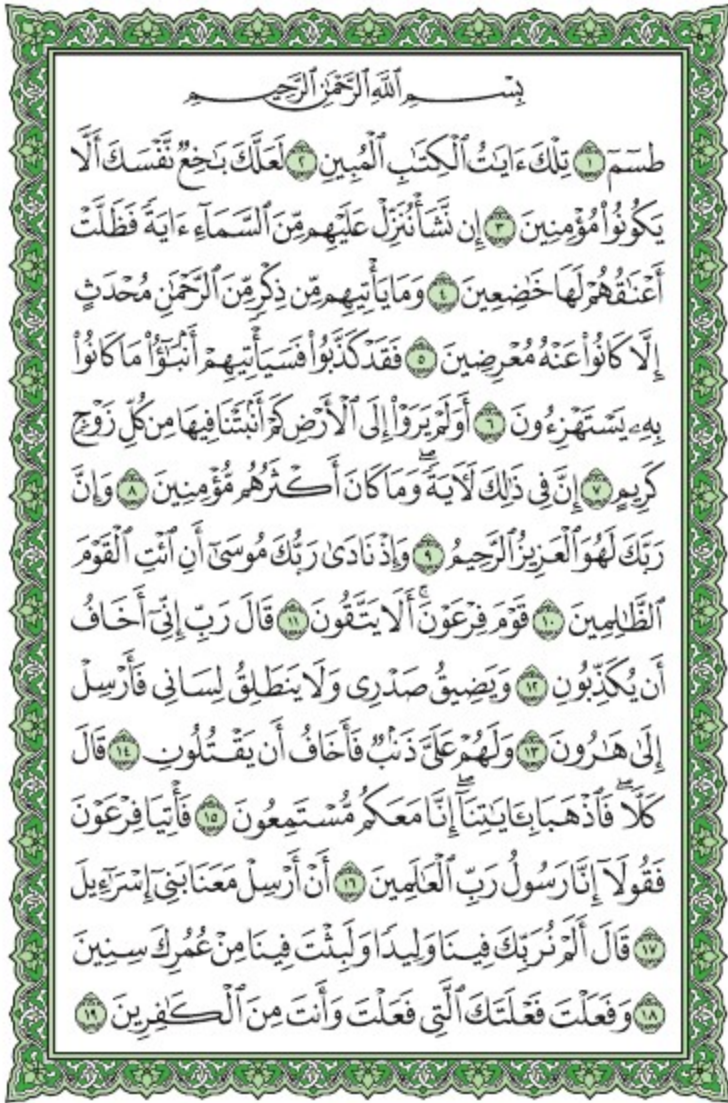 بِسْمِ ٱللَّهِ ٱلرَّحْمَٰنِ ٱلرَّحِيمِ
طسٓمٓ ١ تِلْكَ ءَايَٰتُ ٱلْكِتَٰبِ ٱلْمُبِينِ ٢ لَعَلَّكَ بَٰخِعٌ نَّفْسَكَ أَلَّا
يَكُونُوا۟ مُؤْمِنِينَ ٣ إِن نَّشَأْ نُنَزِّلْ عَلَيْهِم مِّنَ ٱلسَّمَآءِ ءَايَةً فَظَلَّتْ
أَعْنَٰقُهُمْ لَهَا خَٰضِعِينَ ٤ وَمَا يَأْتِيهِم مِّن ذِكْرٍ مِّنَ ٱلرَّحْمَٰنِ مُحْدَثٍ
إِلَّا كَانُوا۟ عَنْهُ مُعْرِضِينَ ٥ فَقَدْ كَذَّبُوا۟ فَسَيَأْتِيهِمْ أَنۢبَٰٓؤُا۟ مَا كَانُوا۟
بِهِۦ يَسْتَهْزِءُونَ ٦ أَوَلَمْ يَرَوْا۟ إِلَى ٱلْأَرْضِ كَمْ أَنۢبَتْنَا فِيهَا مِن كُلِّ زَوْجٍ
كَرِيمٍ ٧ إِنَّ فِى ذَٰلِكَ لَءَايَةً ۖ وَمَا كَانَ أَكْثَرُهُم مُّؤْمِنِينَ ٨ وَإِنَّ
رَبَّكَ لَهُوَ ٱلْعَزِيزُ ٱلرَّحِيمُ ٩ وَإِذْ نَادَىٰ رَبُّكَ مُوسَىٰٓ أَنِ ٱئْتِ ٱلْقَوْمَ
ٱلظَّٰلِمِينَ ١٠ قَوْمَ فِرْعَوْنَ ۚ أَلَا يَتَّقُونَ ١١ قَالَ رَبِّ إِنِّىٓ أَخَافُ
أَن يُكَذِّبُونِ ١٢ وَيَضِيقُ صَدْرِى وَلَا يَنطَلِقُ لِسَانِى فَأَرْسِلْ
إِلَىٰ هَٰرُونَ ١٣ وَلَهُمْ عَلَىَّ ذَنۢبٌ فَأَخَافُ أَن يَقْتُلُونِ ١٤ قَالَ
كَلَّا ۖ فَٱذْهَبَا بِـَٔايَٰتِنَآ ۖ إِنَّا مَعَكُم مُّسْتَمِعُونَ ١٥ فَأْتِيَا فِرْعَوْنَ
فَقُولَآ إِنَّا رَسُولُ رَبِّ ٱلْعَٰلَمِينَ ١٦ أَنْ أَرْسِلْ مَعَنَا بَنِىٓ إِسْرَٰٓءِيلَ
١٧ قَالَ أَلَمْ نُرَبِّكَ فِينَا وَلِيدًا وَلَبِثْتَ فِينَا مِنْ عُمُرِكَ سِنِينَ
١٨ وَفَعَلْتَ فَعْلَتَكَ ٱلَّتِى فَعَلْتَ وَأَنتَ مِنَ ٱلْكَٰفِرِينَ ١٩